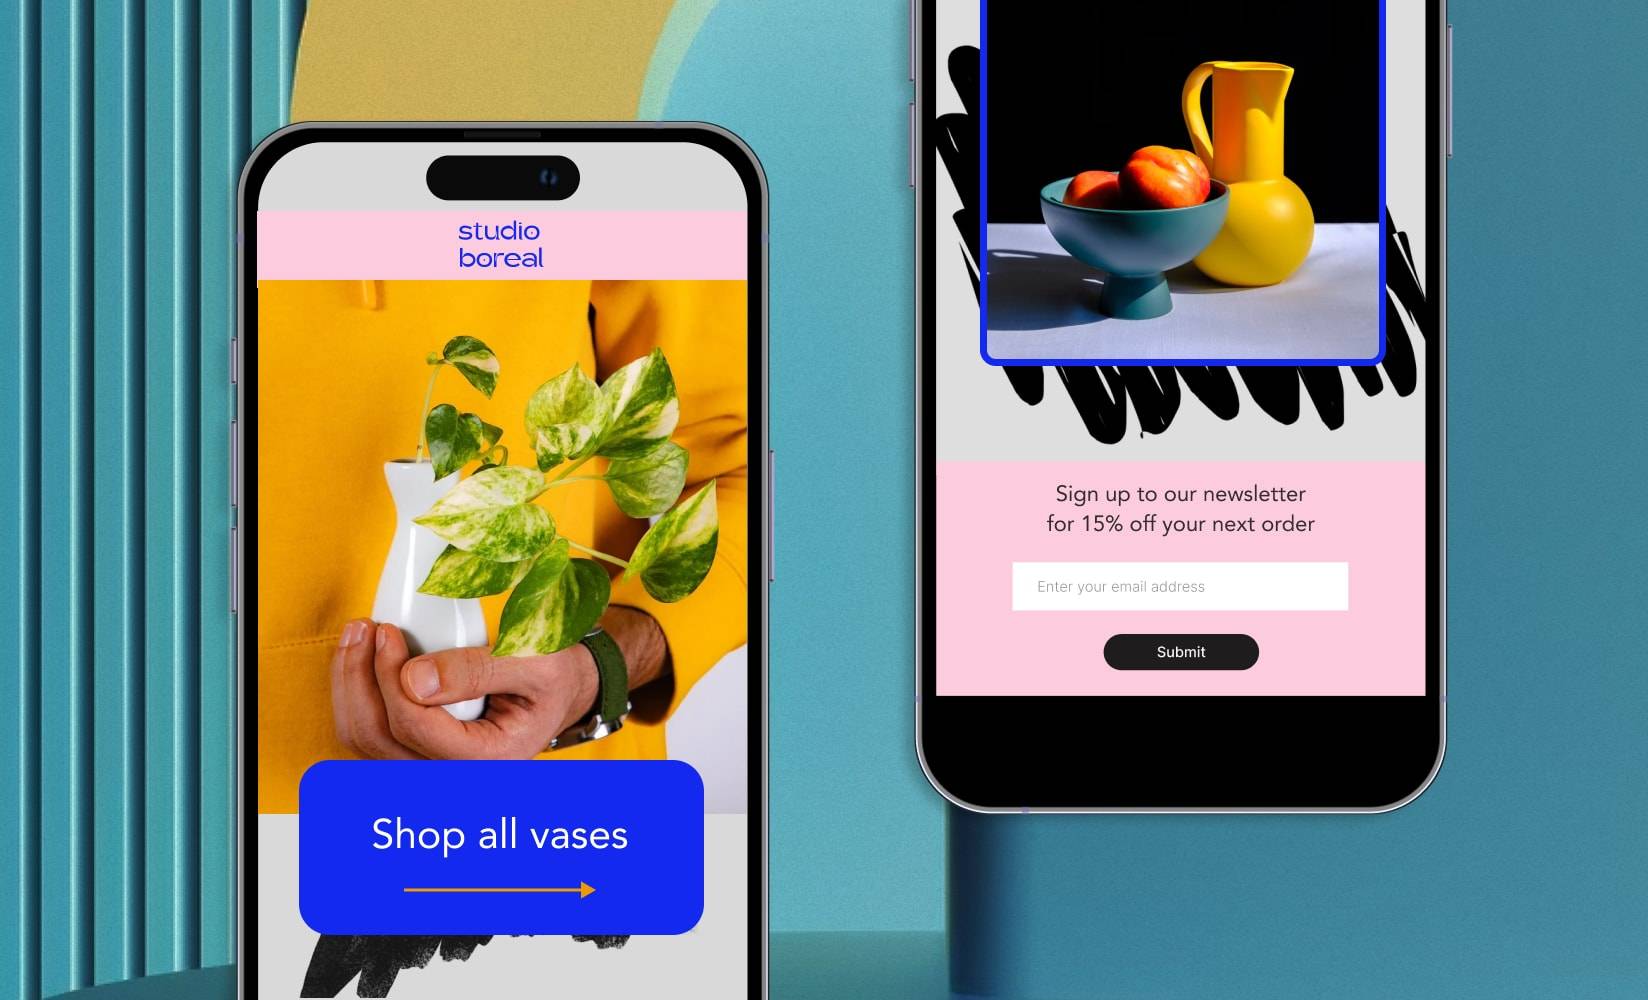 studio
boreal
Shop all vases
Sign up to our newsletter
for 15% off your next order
Enter your email address
Submit